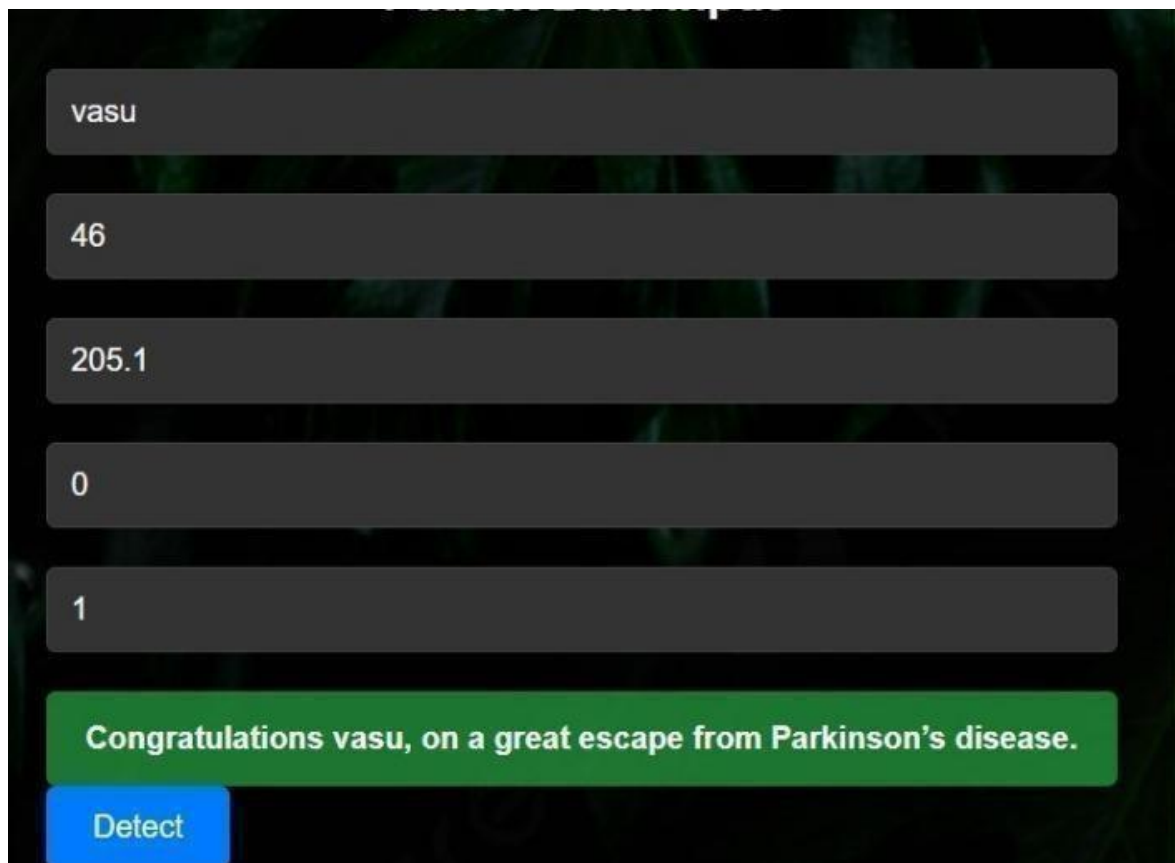 vasu
46
205.1
0
1
Congratulations vasu, on a great escape from Parkinson’s disease.
Detect